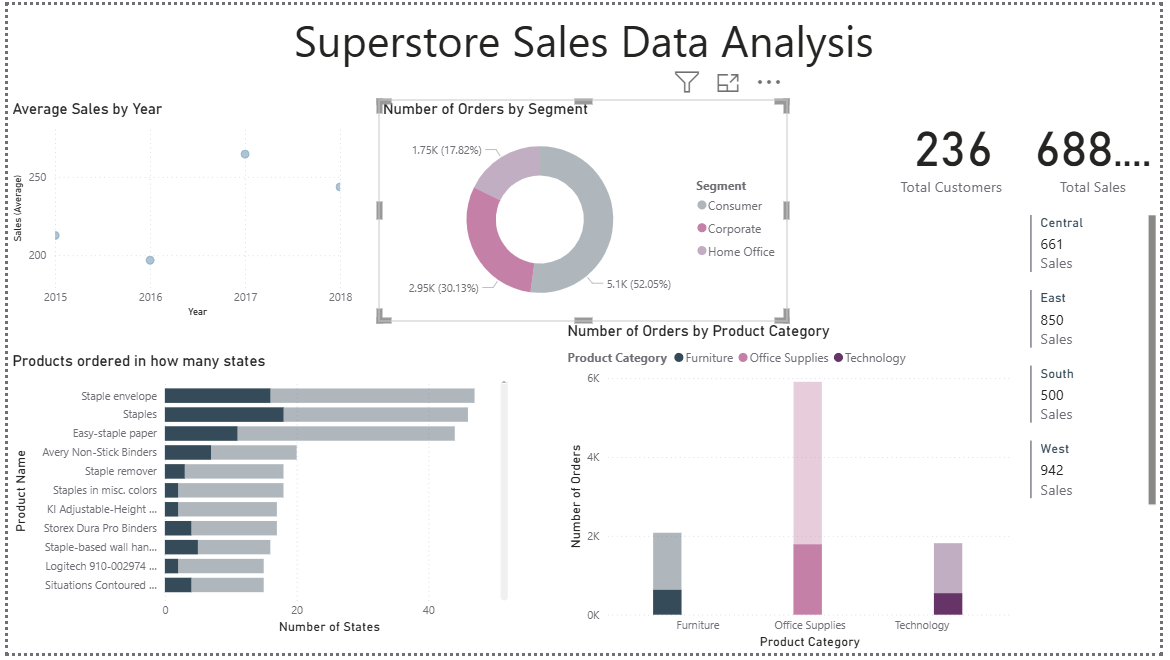 Superstore Sales Data Analysis
Average Sales by Year
Sales (Average)
250
200
2015 2016 2017 2018
Year
Number of Orders by Segment
1.75K (17.82%)
2.95K (30.13%)
5.1K (52.05%)
Segment
Consumer
Corporate
Home Office
236
Total Customers
688....
Total Sales
Central
661
Sales
East
850
Sales
South
500
Sales
West
942
Sales
Products ordered in how many states
Product Name
Staple envelope
Staples
Easy-staple paper
Avery Non-Stick Binders
Staple remover
Staples in misc. colors
KI Adjustable-Height ...
Storex Dura Pro Binders
Staple-based wall han...
Logitech 910-002974 ...
Situations Contoured ...
0 20 40
Number of States
Number of Orders by Product Category
Product Category Furniture Office Supplies Technology
Number of Orders
6K
4K
2K
0K
Furniture Office Supplies Technology
Product Category